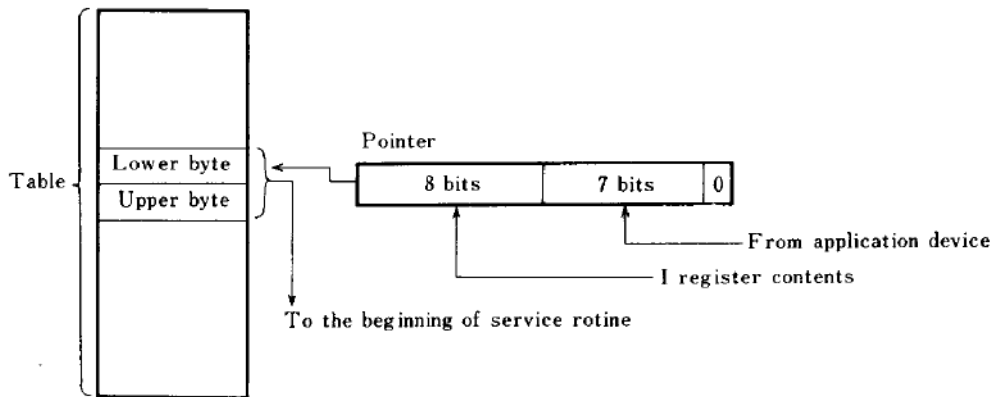 Pointer
Table
Lower byte
Upper byte
8 bits
7 bits
0
From application device
I register contents
To the beginning of service rotine